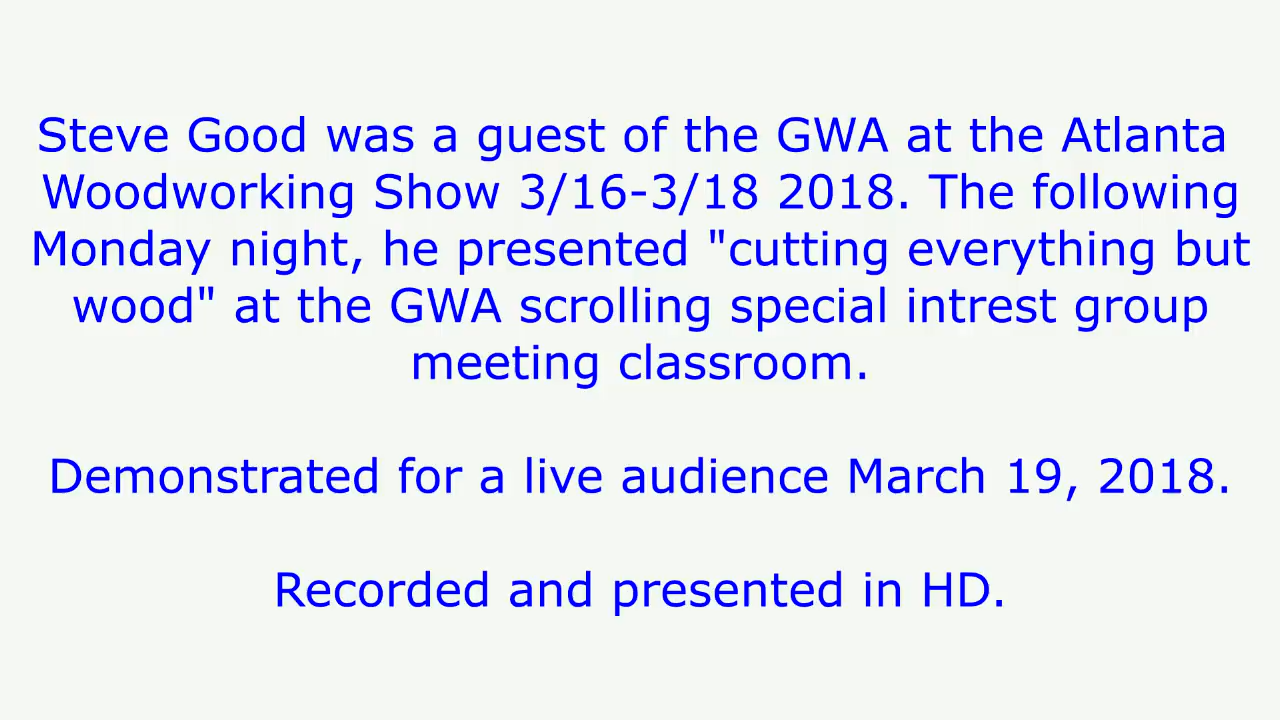 Steve Good was a guest of the GWA at the Atlanta
Woodworking Show 3/16-3/18 2018. The following
Monday night, he presented "cutting everything but
wood" at the GWA scrolling special intrest group
meeting classroom.
Demonstrated for a live audience March 19, 2018.
Recorded and presented in HD.